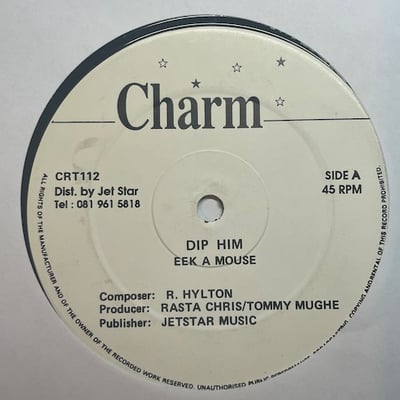 Charm
CRT112
Dist. by Jet Star
Tel : 081 961 5818
SIDE A
45 RPM
DIP HIM
EEK A MOUSE
Composer: R. HYLTON
Producer: RASTA CHRIS/TOMMY MUGHE
Publisher: JETSTAR MUSIC
ALL RIGHTS OF THE MANUFACTURER AND OF THE OWNER OF THE RECORDED WORK RESERVED. UNAUTHORISED PUBLIC COPYING AND RENTAL OF THIS RECORD PROHIBITED.